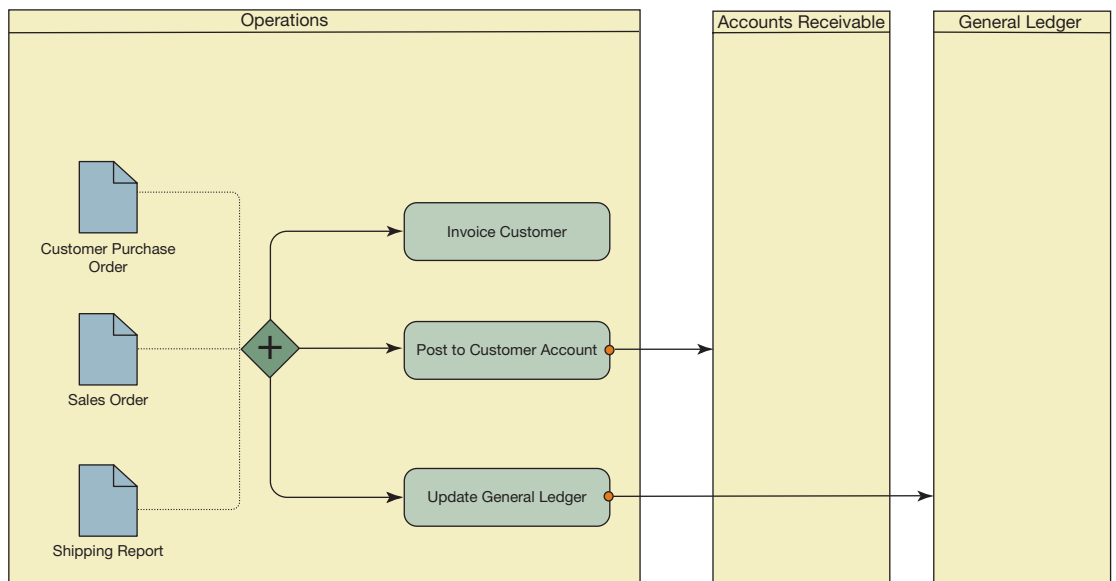 Operations
Accounts Receivable
General Ledger
Customer Purchase
Order
Invoice Customer
Sales Order
Post to Customer Account
Shipping Report
Update General Ledger